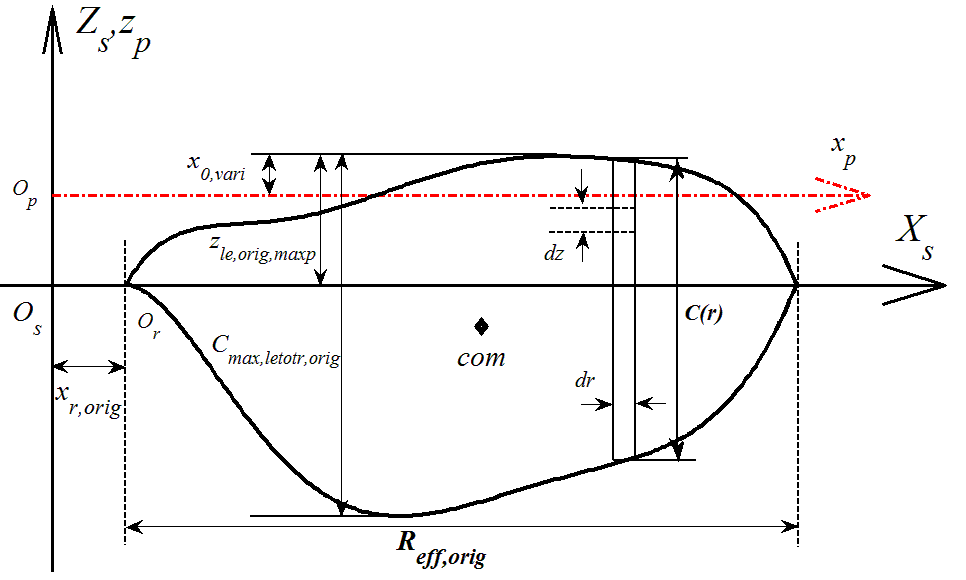 Z_s,z_p
x_0,vari
x_p
O_p
X_s
z_le,orig,maxp
dz
O_s
O_r
C(r)
C_max,letotr,orig
com
dr
x_r,orig
R_eff,orig